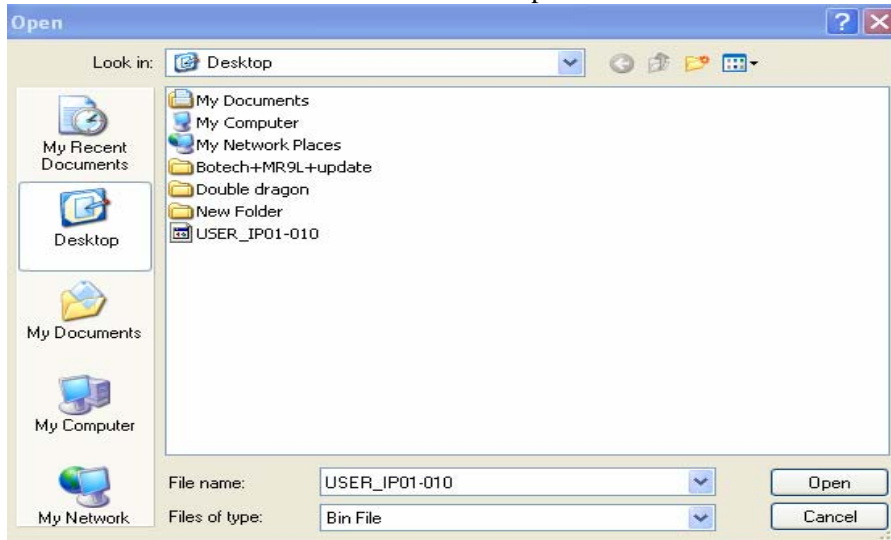 Open
Look in: Desktop
My Documents
My Computer
My Network Places
Botech+MR9L+update
Double dragon
New Folder
USER_IP01-010
My Recent
Documents
Desktop
My Documents
My Computer
My Network
File name: USER_IP01-010 Open
Files of type: Bin File Cancel